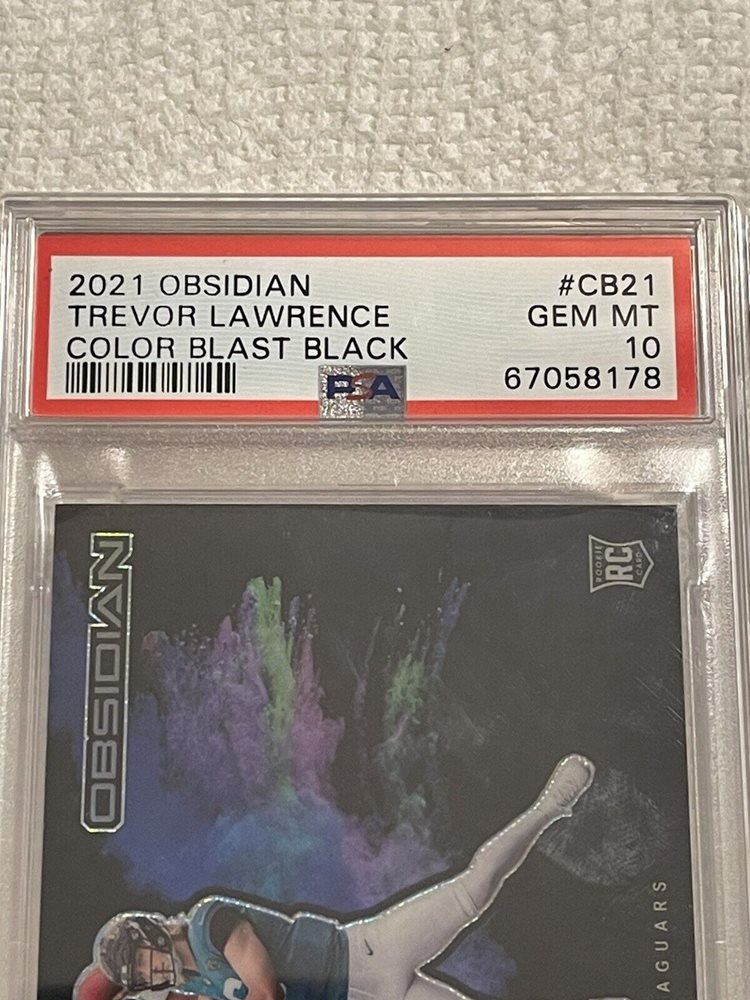 2021 OBSIDIAN #CB21
TREVOR LAWRENCE GEM MT
COLOR BLAST BLACK 10
67058178
PSA
OBSIDIAN
ROOKIE
RC
CARD
AGUARS